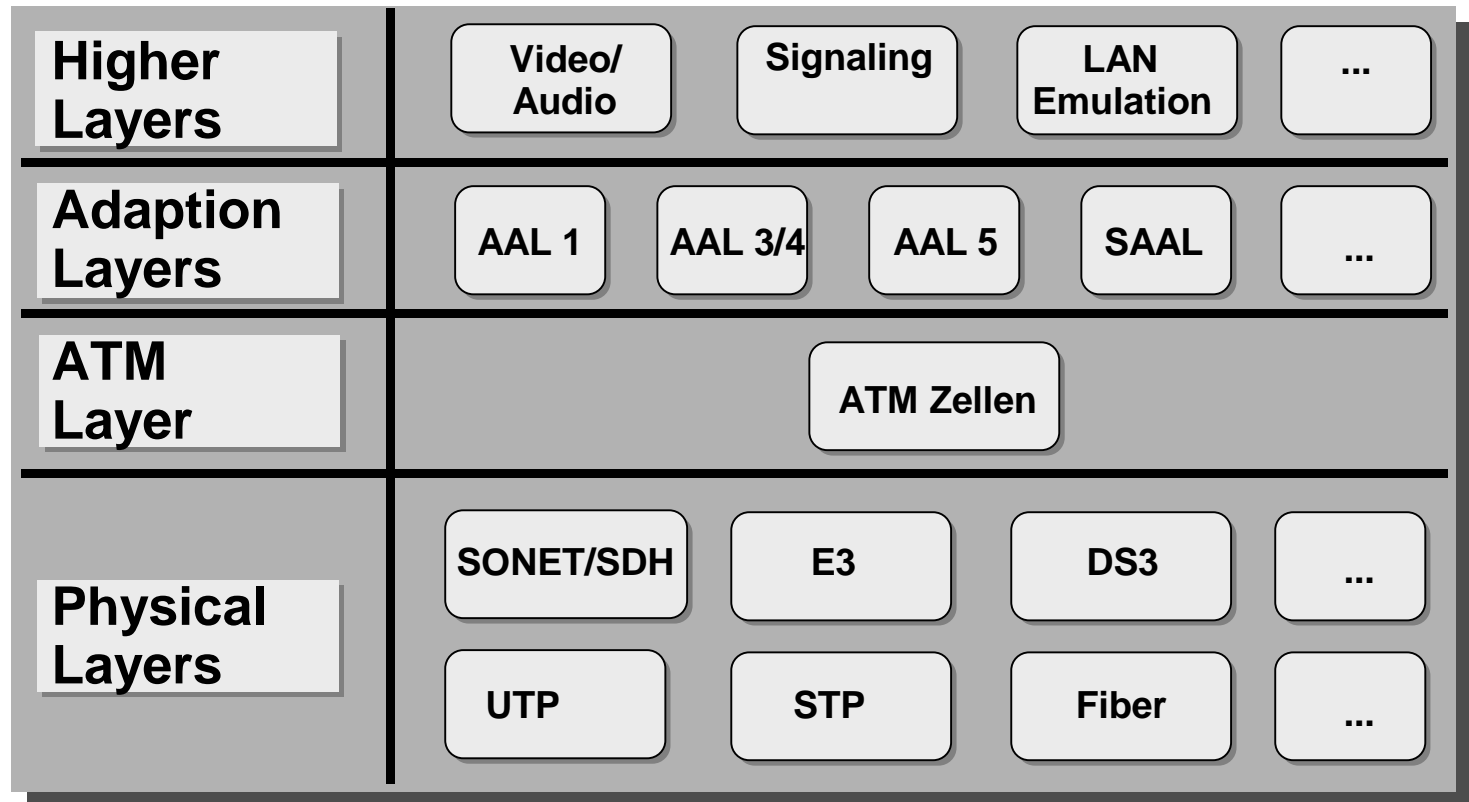 Higher
Layers
Video/
Audio
Signaling
LAN
Emulation
...
Adaption
Layers
AAL 1
AAL 3/4
AAL 5
SAAL
...
ATM
Layer
ATM Zellen
Physical
Layers
SONET/SDH
E3
DS3
...
UTP
STP
Fiber
...